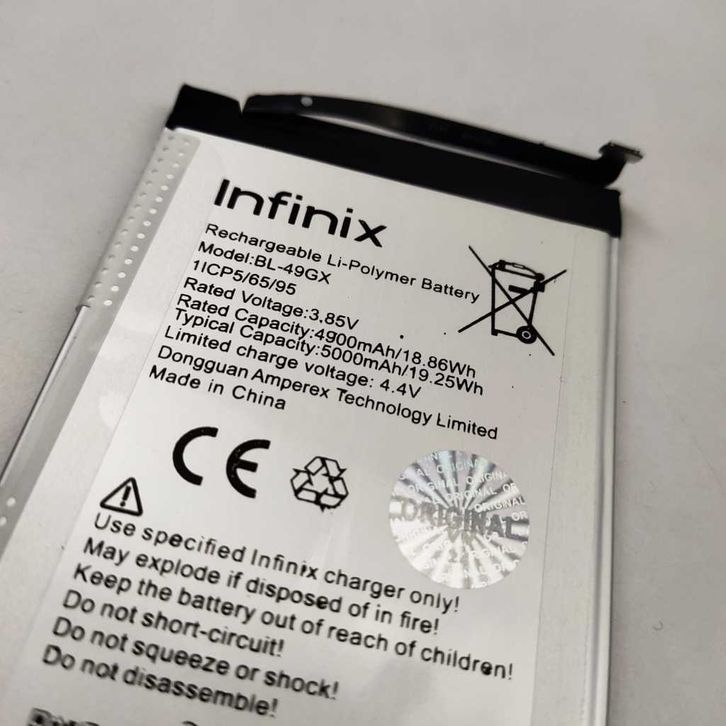 Infinix
Rechargeable Li-Polymer Battery
Model:BL-49GX
1ICP5/65/95
Rated Voltage:3.85V
Rated Capacity:4900mAh/18.86Wh
Typical Capacity:5000mAh/19.25Wh
Limited charge voltage: 4.4V
Dongguan Amperex Technology Limited
Made in China
CE
ORIGINAL
Use specified Infinix charger only!
May explode if disposed of in fire!
Keep the battery out of reach of children!
Do not short-circuit!
Do not squeeze or shock!
Do not disassemble!